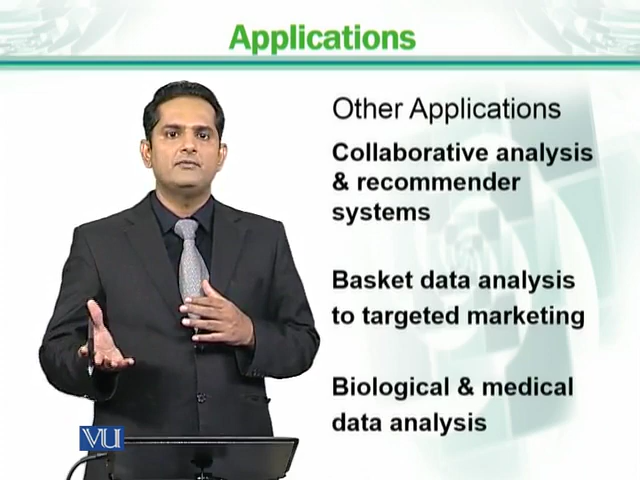 Applications
Other Applications
Collaborative analysis
& recommender
systems
Basket data analysis
to targeted marketing
Biological & medical
data analysis
VU